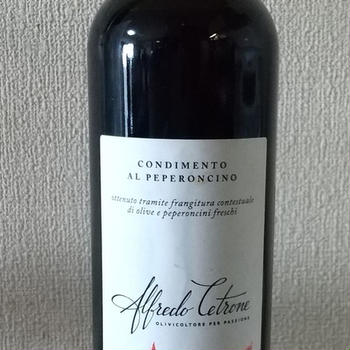 CONDIMENTO
AL PEPERONCINO
ottenuto tramite frangitura contestuale
di olive e peperoncini freschi
Alfredo Cetrone
OLIVICOLTORE PER PASSIONE